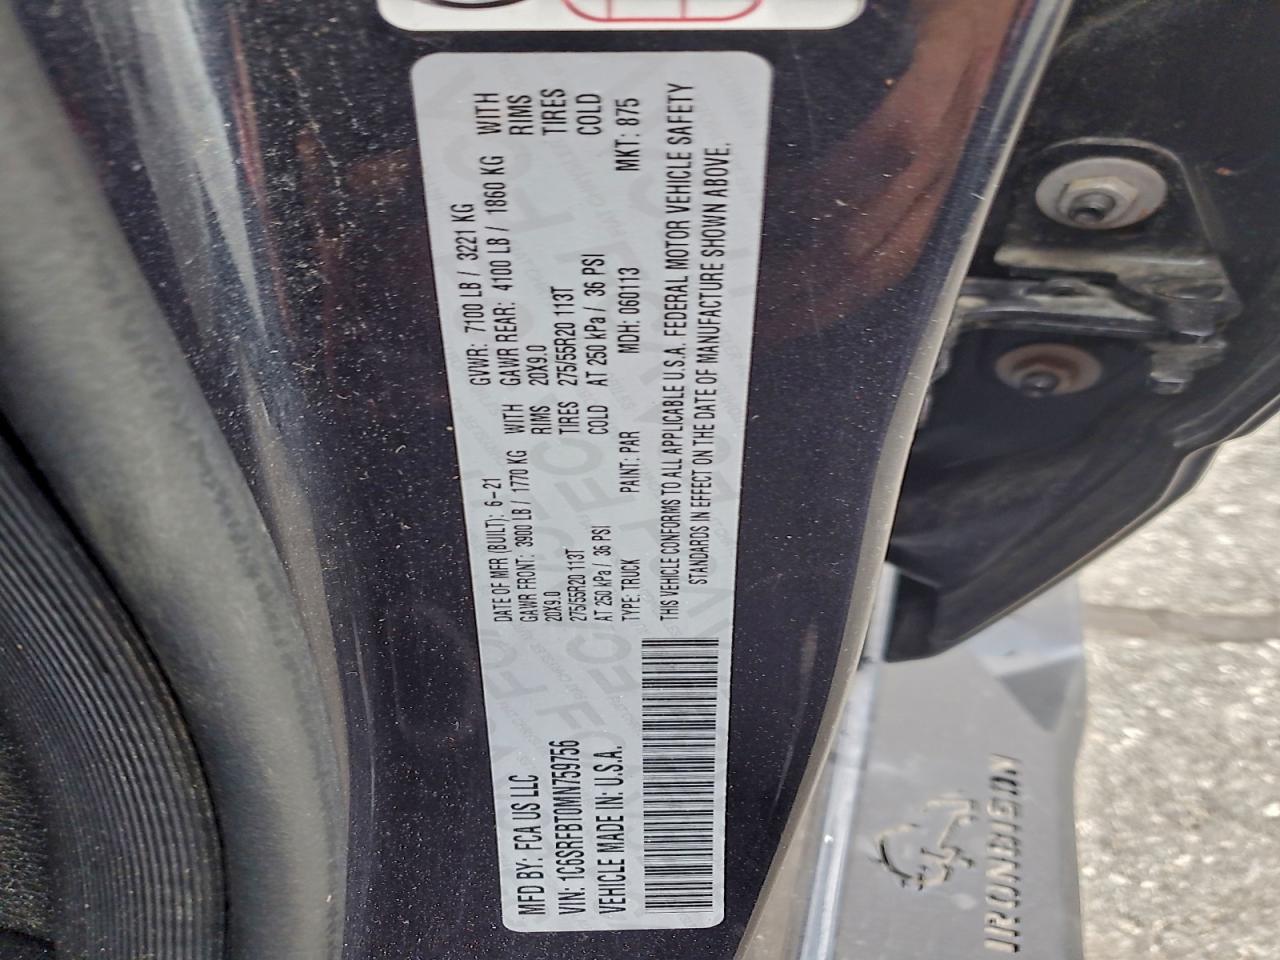 MFD BY: FCA US LLC
DATE OF MFR (BUILT): 6-21
GVWR: 7100 LB / 3221 KG
VIN: 1C6SRFBT0MN759756
GAWR FRONT: 3900 LB / 1770 KG WITH
GAWR REAR: 4100 LB / 1860 KG WITH
20X9.0 RIMS
20X9.0 RIMS
VEHICLE MADE IN: U.S.A.
275/55R20 113T TIRES
275/55R20 113T TIRES
AT 250 kPa / 36 PSI COLD
AT 250 kPa / 36 PSI COLD
TYPE: TRUCK PAINT: PAR MDH: 060113 MKT: 875
THIS VEHICLE CONFORMS TO ALL APPLICABLE U.S.A. FEDERAL MOTOR VEHICLE SAFETY
STANDARDS IN EFFECT ON THE DATE OF MANUFACTURE SHOWN ABOVE.
IRONBISON